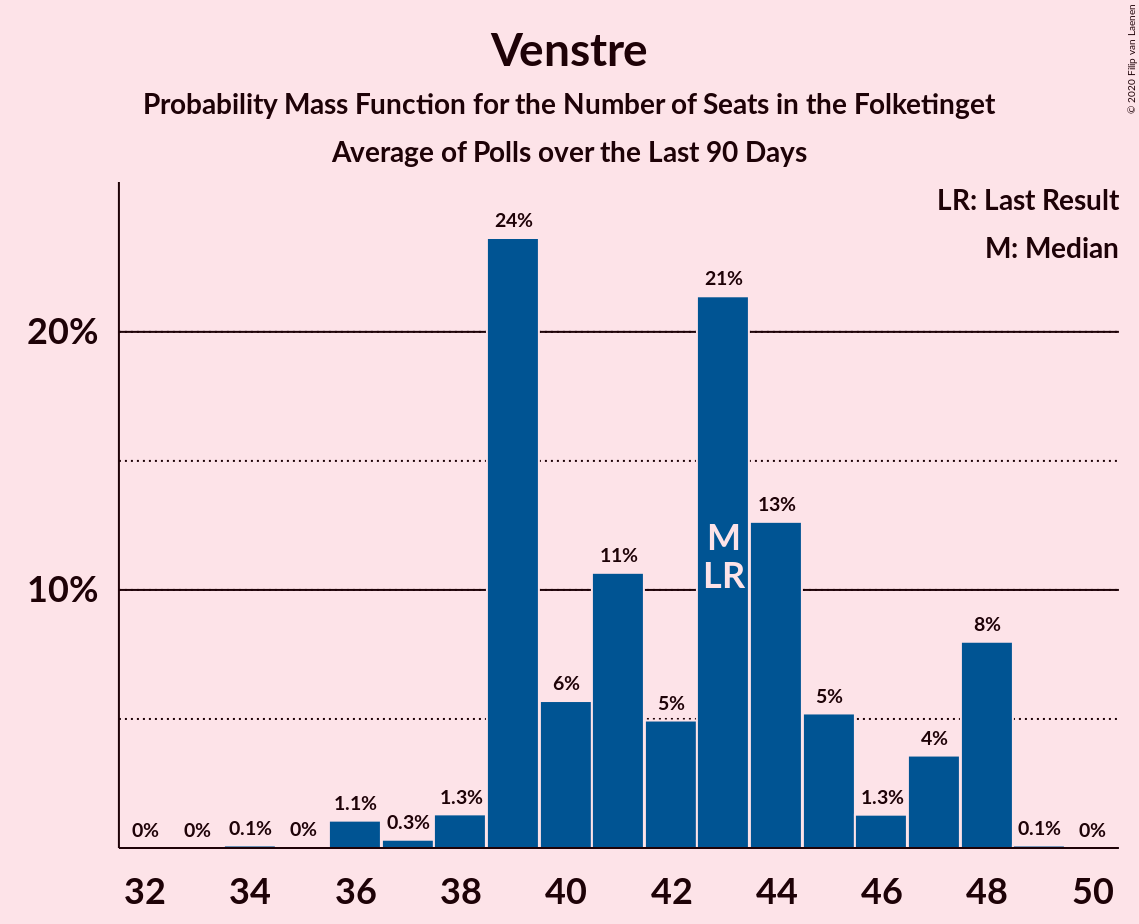 Venstre
Probability Mass Function for the Number of Seats in the Folketinget
Average of Polls over the Last 90 Days
© 2020 Filip van Laenen
LR: Last Result
M: Median
20%
10%
0%
0%
0.1%
0%
1.1%
0.3%
1.3%
24%
6%
11%
5%
21%
13%
5%
1.3%
4%
8%
0.1%
0%
M
LR
32 34 36 38 40 42 44 46 48 50